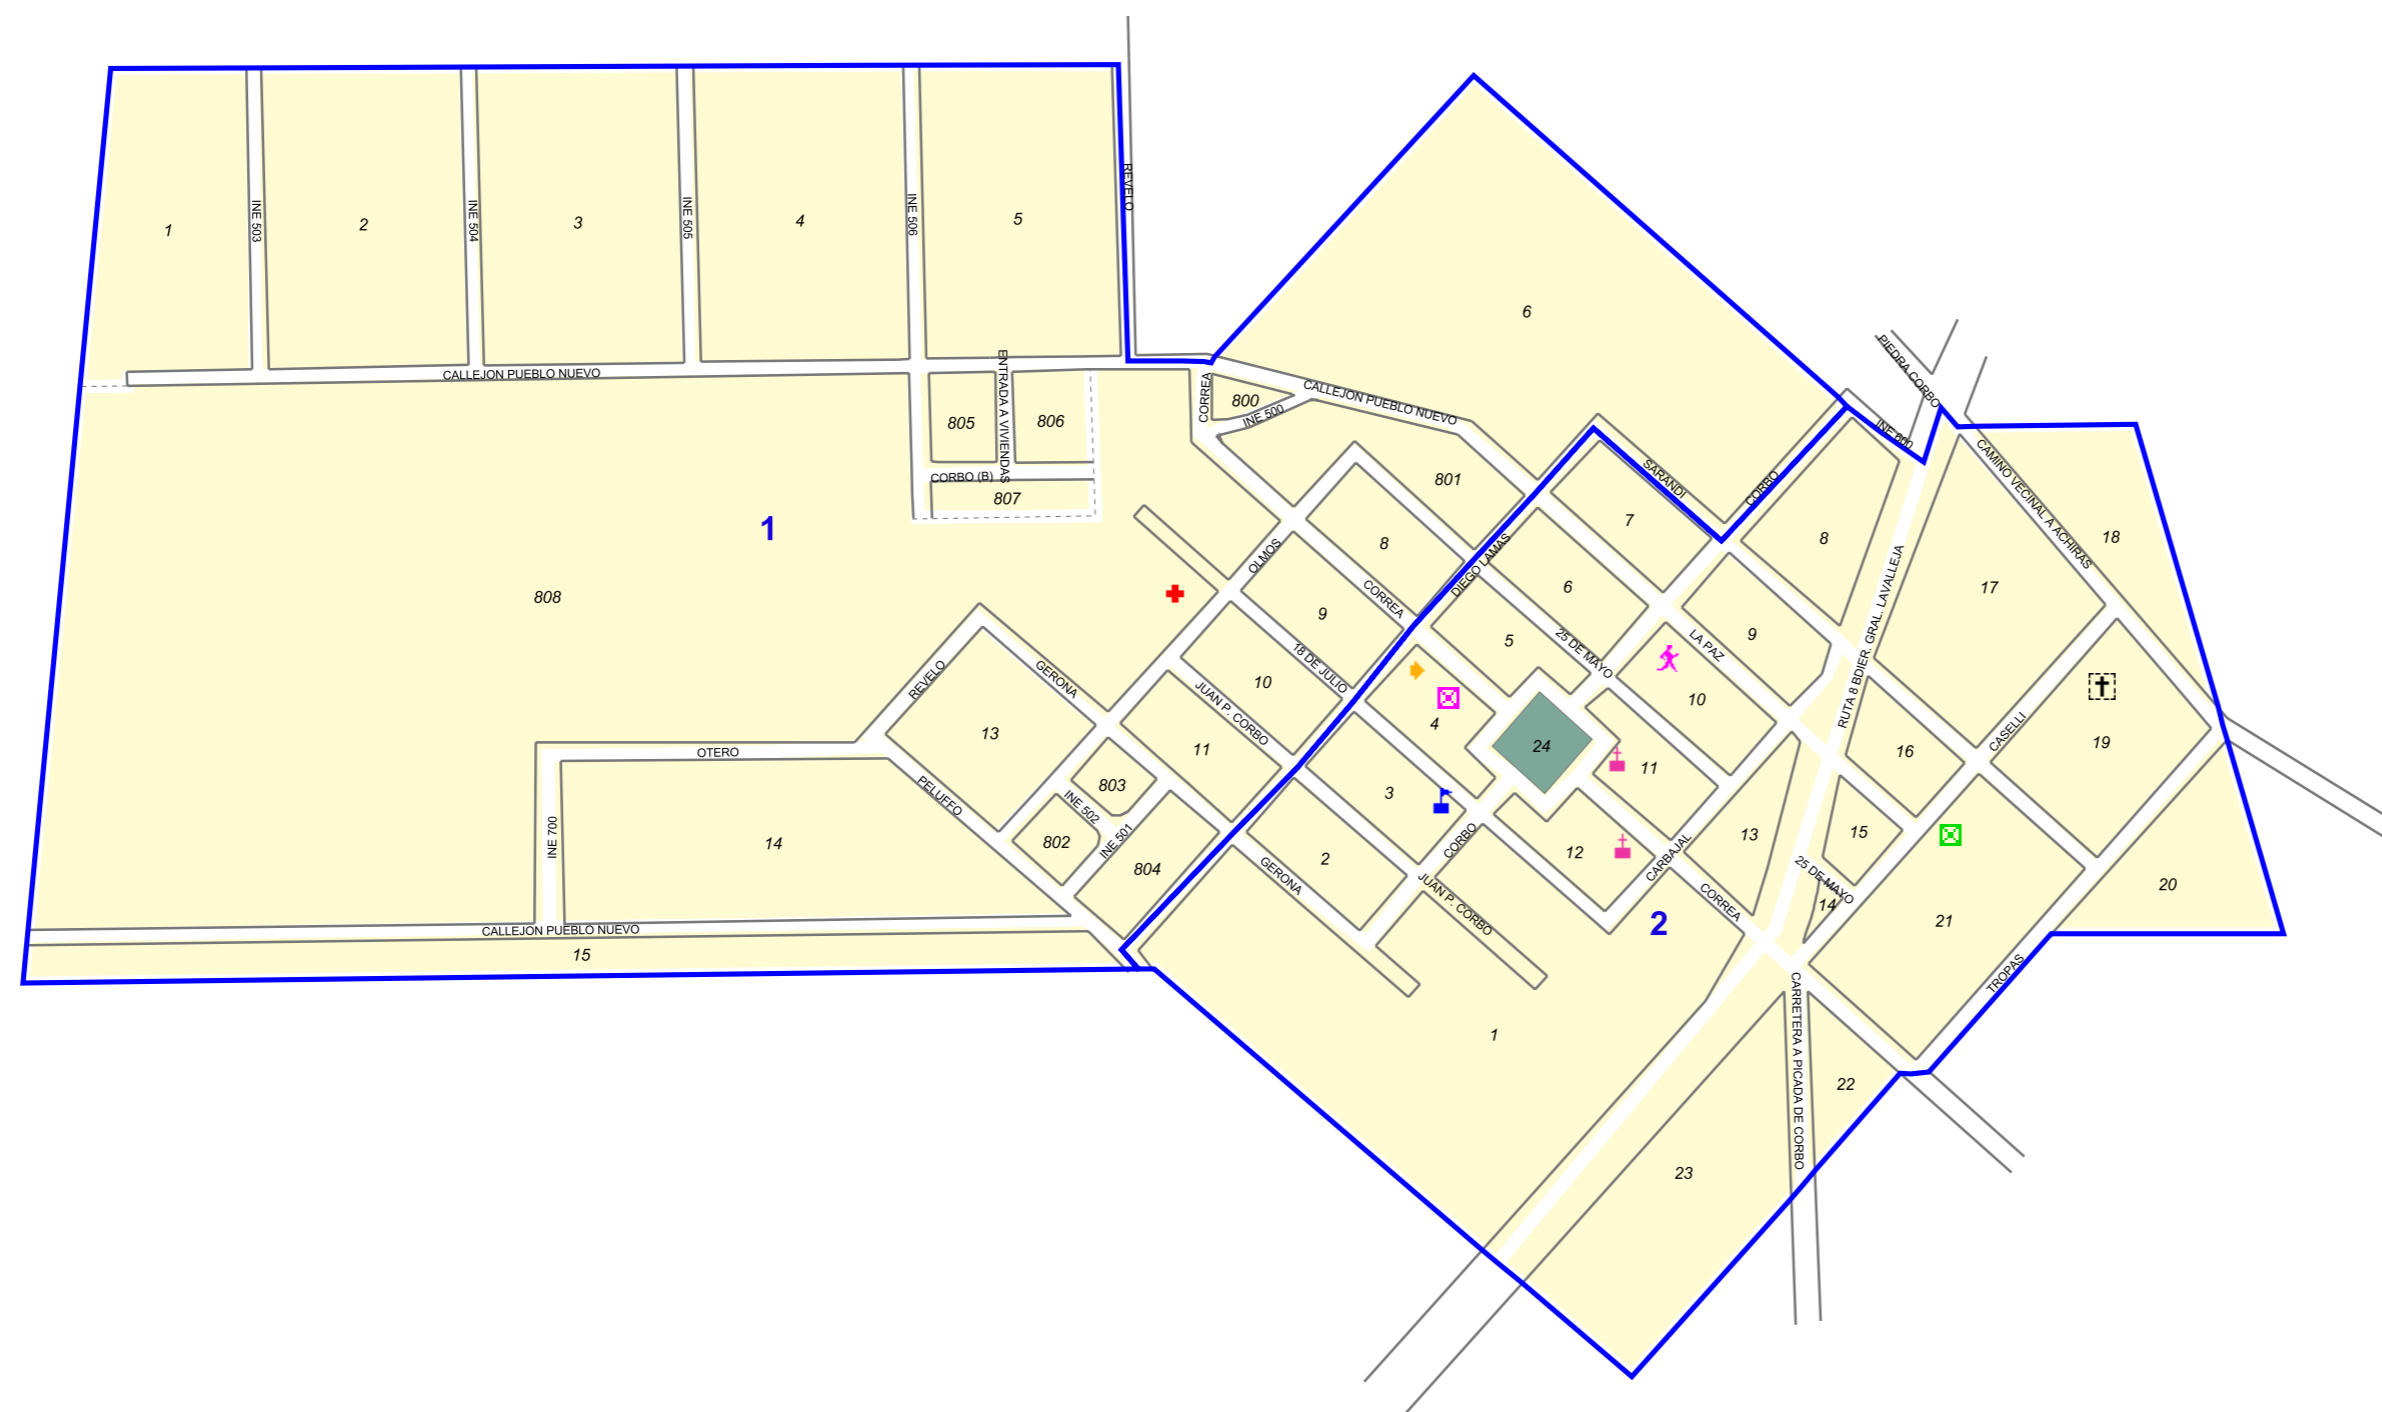 REVELO
1
INE 503
2
INE 504
3
INE 505
4
INE 506
5
6
PIEDRA CORBO
CALLEJON PUEBLO NUEVO
ENTRADA A VIVIENDAS
CORREA
800
INE 500
CALLEJON PUEBLO NUEVO
805
806
CORBO (B)
807
801
SARANDI
CORBO
INE 600
CAMINO VECINAL A ACHIRAS
18
1
808
OLMOS
8
CORREA
DIEGO LAMAS
7
8
RUTA 8 BDIER. GRAL. LAVALLEJA
17
6
9
5
25 DE MAYO
LA PAZ
9
REVELO
GERONA
18 DE JULIO
10
JUAN P. CORBO
10
13
11
4
24
11
16
CASELLI
19
OTERO
803
PELUFFO
INE 502
INE 501
802
804
3
2
CORBO
12
CARBAJAL
13
15
25 DE MAYO
14
21
20
INE 700
14
GERONA
JUAN P. CORBO
CORREA
2
CALLEJON PUEBLO NUEVO
15
TROPAS
1
CARRETERA A PICADA DE CORBO
22
23